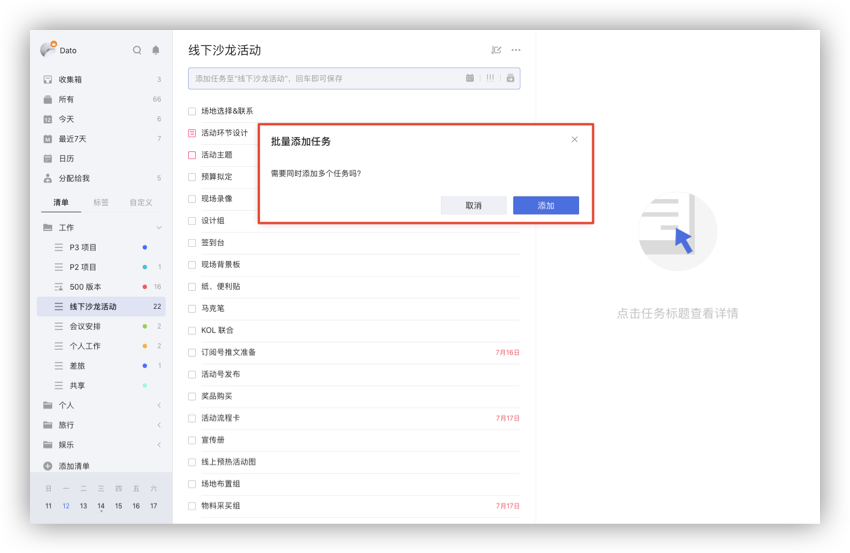 Dato
收集箱 3
所有 66
今天 6
最近7天 7
日历
分配给我
清单 标签 自定义
工作
P3 项目
P2 项目 1
500 版本 16
线下沙龙活动 22
会议安排 2
个人工作 2
差旅 1
共享
个人
旅行
娱乐
添加清单
日 一 二 三 四 五 六
11 12 13 14 15 16 17
线下沙龙活动
添加任务至"线下沙龙活动"，回车即可保存
!!!
场地选择&联系
活动环节设计
活动主题
预算拟定
现场录像
设计组
签到台
现场背景板
纸、便利贴
马克笔
KOL 联合
订阅号推文准备 7月16日
活动号发布
奖品购买
活动流程卡 7月17日
宣传册
线上预热活动图
场地布置组
物料采买组 7月17日
批量添加任务
需要同时添加多个任务吗?
取消 添加
点击任务标题查看详情